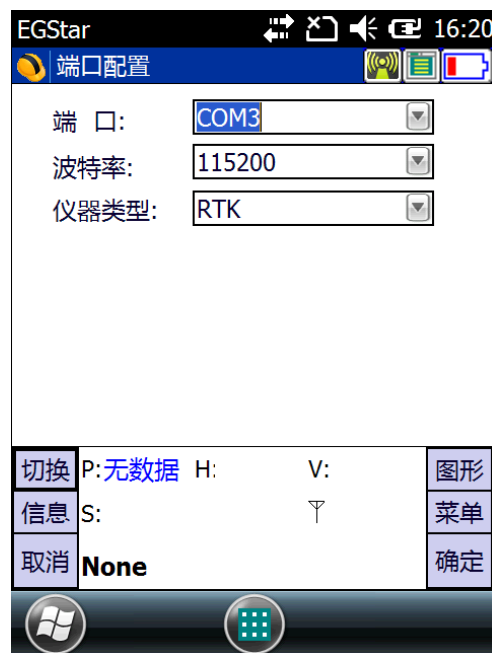 EGStar 16:20
端口配置
端 口: COM3
波特率: 115200
仪器类型: RTK
切换 P:无数据 H: V: 图形
信息 S: 菜单
取消 None 确定